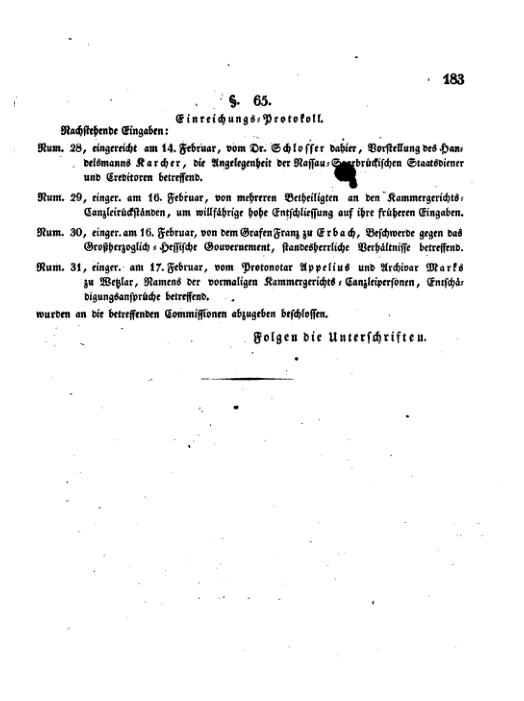 183
§. 65.
Einreichungs-Protokoll.
Nachstehende Eingaben:
Num. 28, eingereicht am 14. Februar, vom Dr. Schlosser dahier, Vorstellung des Han-
delsmanns Karcher, die Angelegenheit der Nassau-Saarbrückischen Staatsdiener
und Creditoren betreffend.
Num. 29, einger. am 16. Februar, von mehreren Betheiligten an den Kammergerichts-
Canzleirückständen, um willfährige hohe Entschliessung auf ihre früheren Eingaben.
Num. 30, einger. am 16. Februar, von dem Grafen Franz zu Erbach, Beschwerde gegen das
Großherzoglich-Hessische Gouvernement, standesherrliche Verhältnisse betreffend.
Num. 31, einger. am 17. Februar, vom Protonotar Appelius und Archivar Marks
zu Wetzlar, Namens der vormaligen Kammergerichts-Canzleipersonen, Entschä-
digungsansprüche betreffend.
wurden an die betreffenden Commissionen abzugeben beschlossen.
Folgen die Unterschriften.